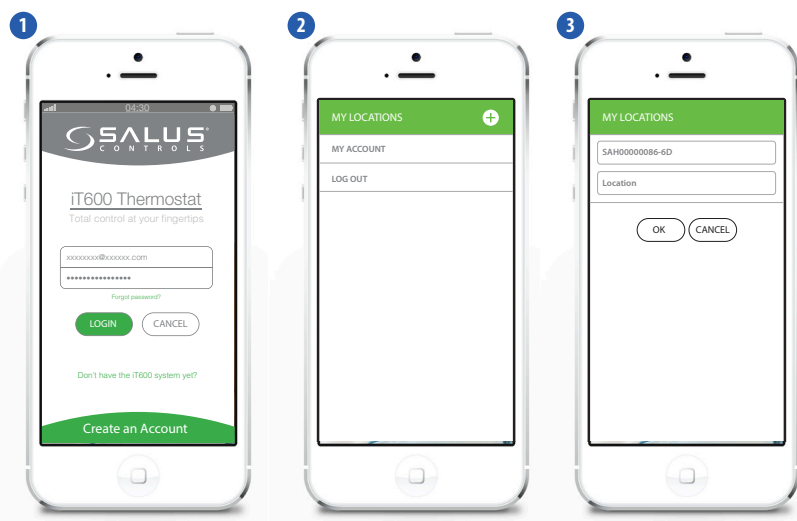 1
04:30
SALUS
CONTROLS
iT600 Thermostat
Total control at your fingertips
xxxxxxxx@xxxxxx.com
••••••••••••••••
Forgot password?
LOGIN CANCEL
Don't have the iT600 system yet?
Create an Account
2
MY LOCATIONS
MY ACCOUNT
LOG OUT
3
MY LOCATIONS
SAH00000086-6D
Location
OK CANCEL